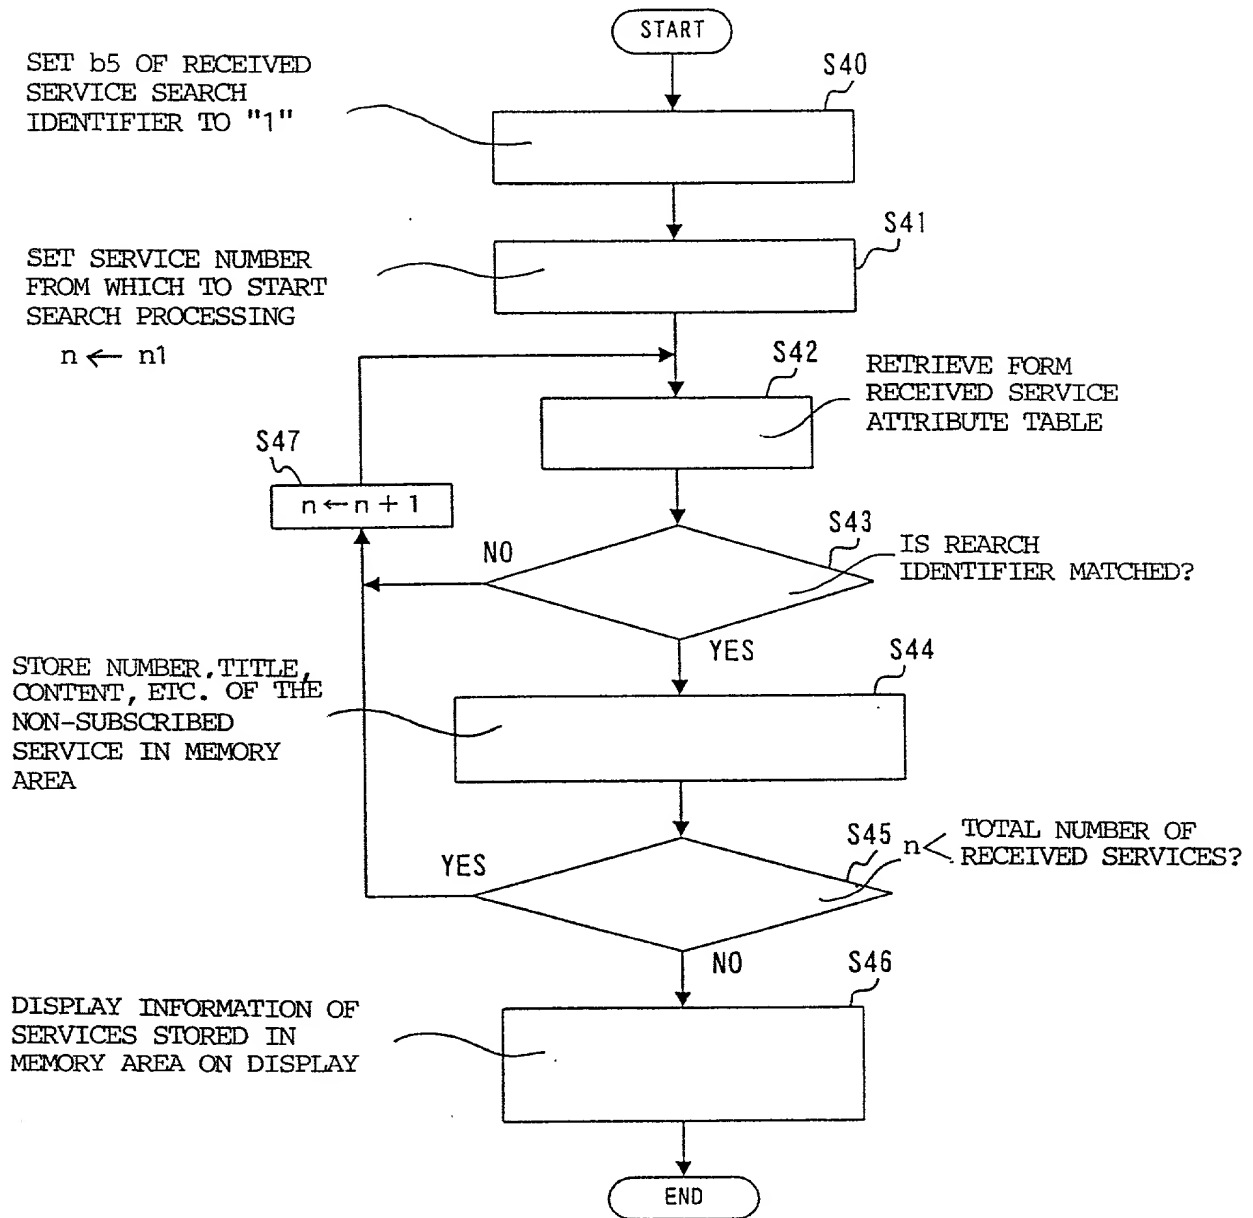 START
SET b5 OF RECEIVED
SERVICE SEARCH
IDENTIFIER TO "1"
S40
SET SERVICE NUMBER
FROM WHICH TO START
SEARCH PROCESSING
n ← n1
S41
S42
RETRIEVE FORM
RECEIVED SERVICE
ATTRIBUTE TABLE
S47
n ← n + 1
S43
NO
IS REARCH
IDENTIFIER MATCHED?
YES
STORE NUMBER, TITLE,
CONTENT, ETC. OF THE
NON-SUBSCRIBED
SERVICE IN MEMORY
AREA
S44
S45
n < TOTAL NUMBER OF
RECEIVED SERVICES?
YES
NO
S46
DISPLAY INFORMATION OF
SERVICES STORED IN
MEMORY AREA ON DISPLAY
END